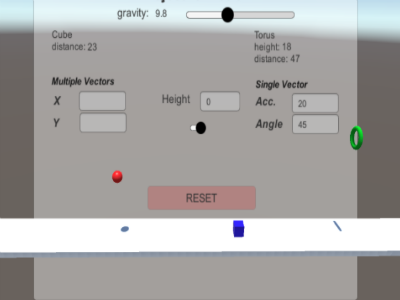 gravity: 9.8
Cube
distance: 23
Torus
height: 18
distance: 47
Multiple Vectors
X
Y
Height 0
Single Vector
Acc. 20
Angle 45
RESET